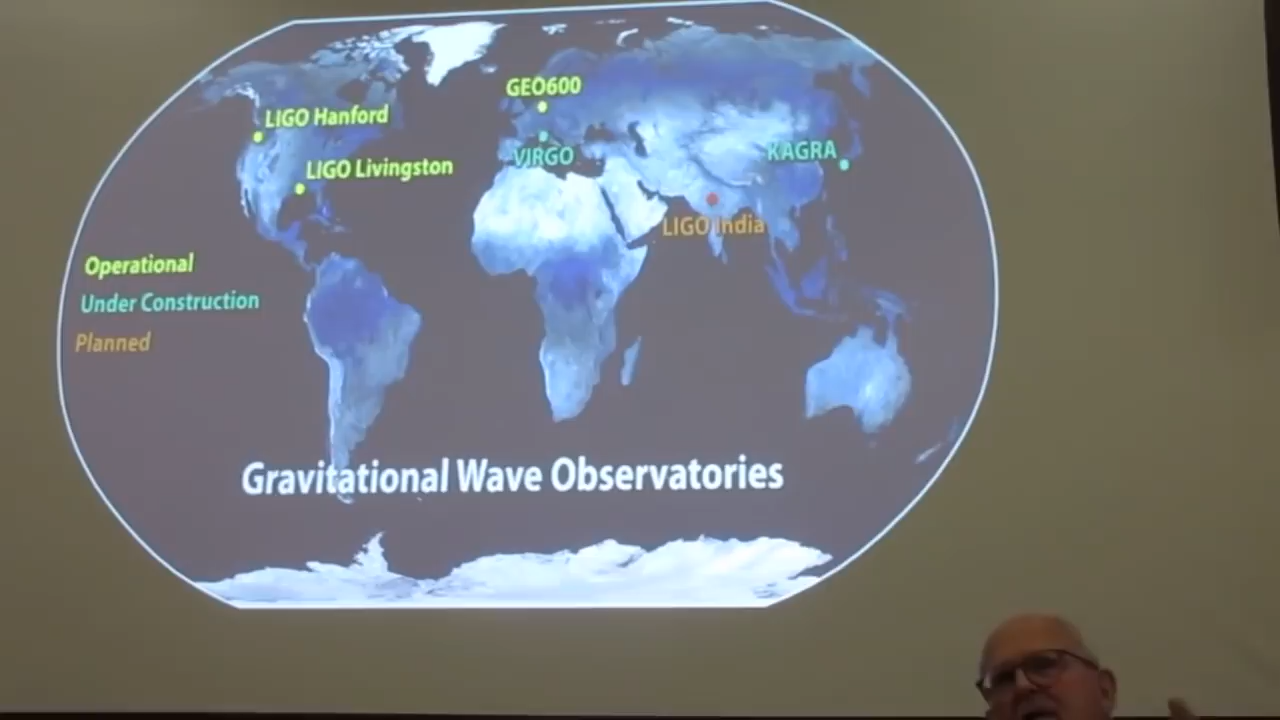 GEO600
LIGO Hanford
VIRGO
KAGRA
LIGO Livingston
LIGO India
Operational
Under Construction
Planned
Gravitational Wave Observatories